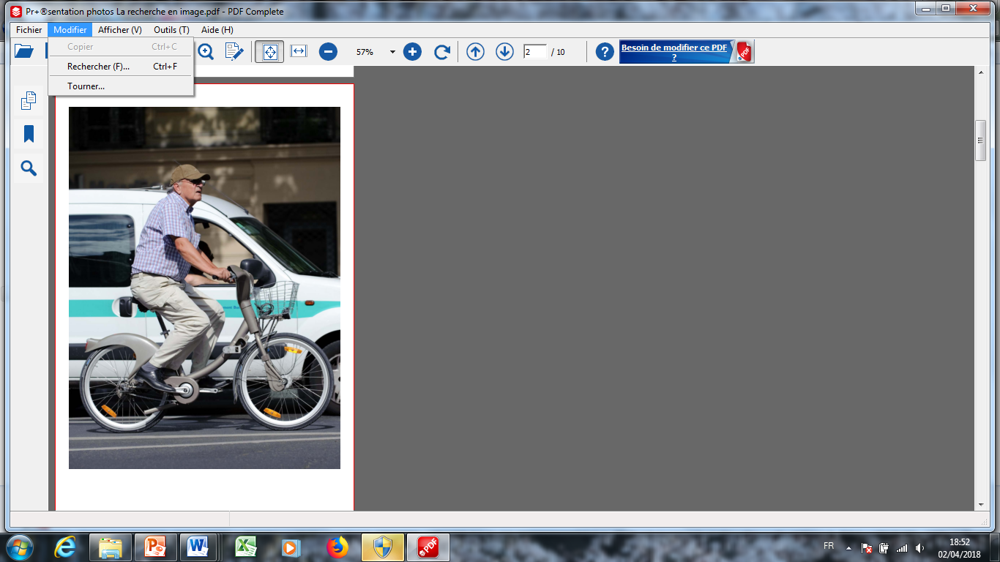 Pr+®sentation photos La recherche en image.pdf - PDF Complete
Fichier Modifier Afficher (V) Outils (T) Aide (H)
Copier Ctrl+C
Rechercher (F)... Ctrl+F
Tourner...
57% 2 / 10
Besoin de modifier ce PDF
?
PDF
FR
18:52
02/04/2018